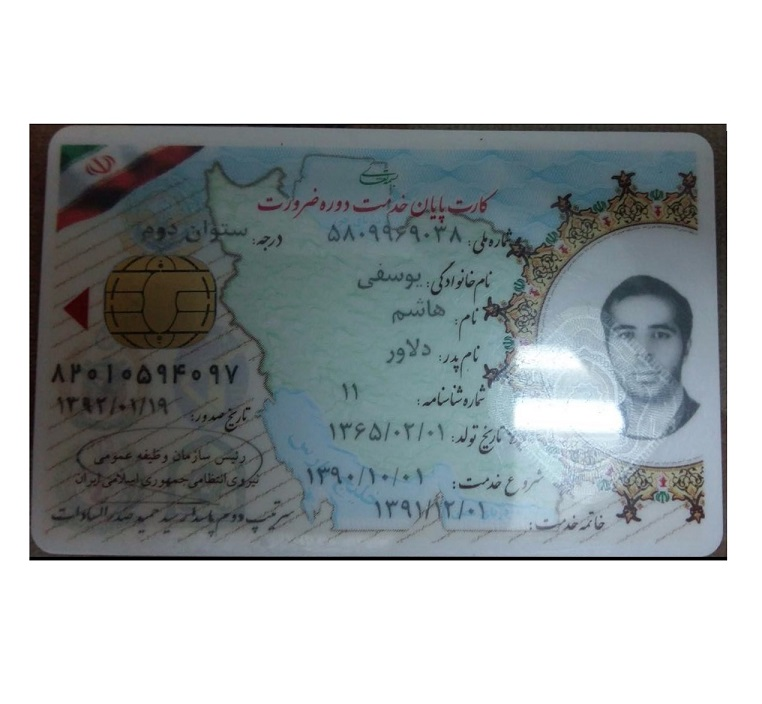 کارت پایان خدمت دوره ضرورت
شماره ملی: ۵۸۰۹۹۶۹۰۳۸
درجه: ستوان دوم
نام خانوادگی: یوسفی
نام: هاشم
نام پدر: دلاور
شماره شناسنامه: ۱۱
تاریخ تولد: ۱۳۶۵/۰۲/۰۱
شروع خدمت: ۱۳۹۰/۱۰/۰۱
خاتمه خدمت: ۱۳۹۱/۱۲/۰۱
۸۲۰۱۰۵۹۴۰۹۷
تاریخ صدور: ۱۳۹۲/۰۱/۱۹
رئیس سازمان وظیفه عمومی
نیروی انتظامی جمهوری اسلامی ایران
سرتیپ دوم پاسدار سید حمید صدرالسادات